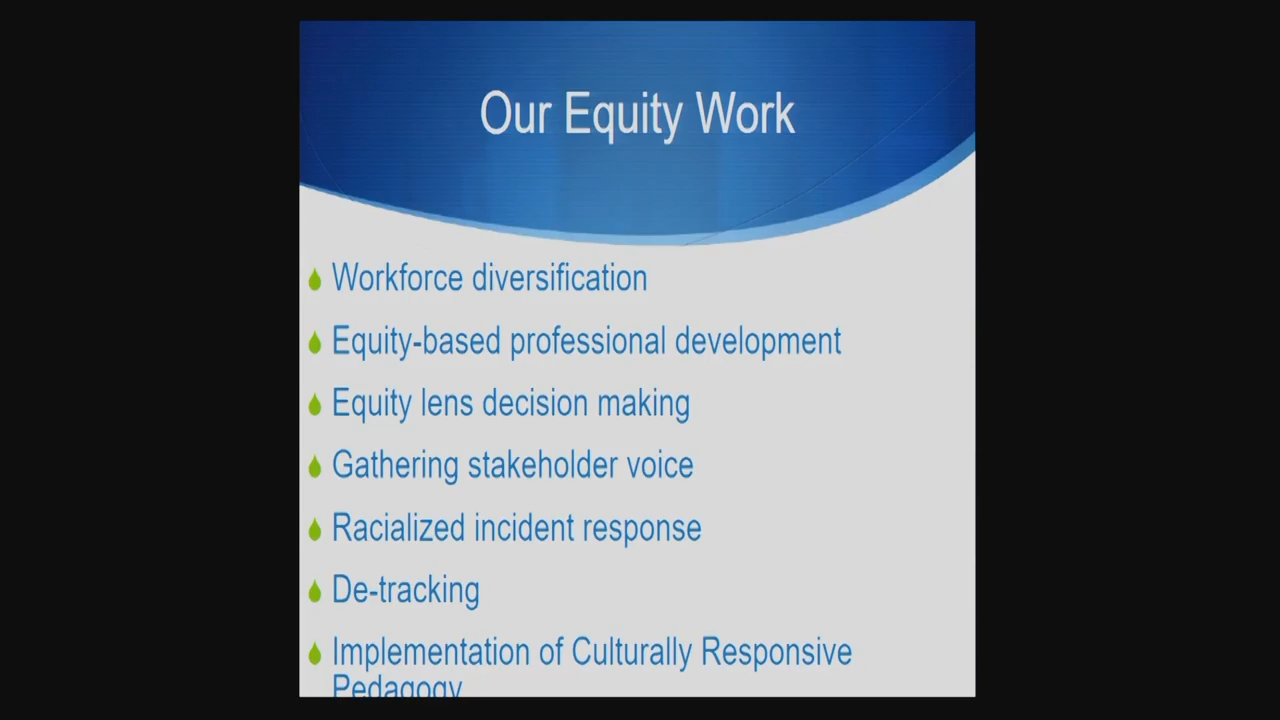 Our Equity Work
Workforce diversification
Equity-based professional development
Equity lens decision making
Gathering stakeholder voice
Racialized incident response
De-tracking
Implementation of Culturally Responsive
Pedagogy